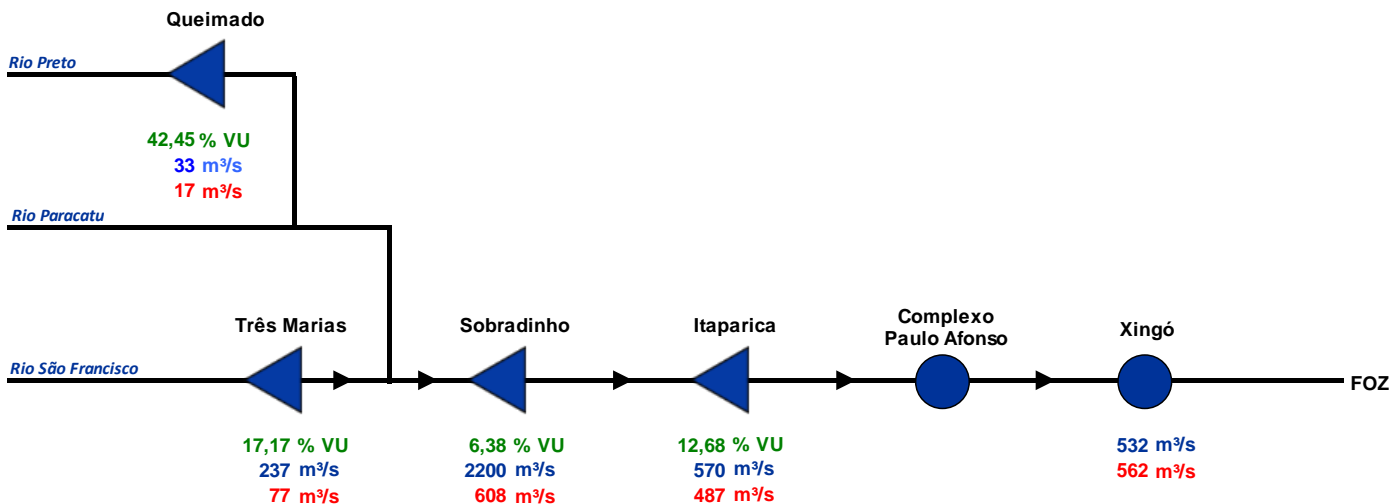 Queimado
Rio Preto
42,45 % VU
33 m³/s
17 m³/s
Rio Paracatu
Três Marias
Sobradinho
Itaparica
Complexo
Paulo Afonso
Xingó
Rio São Francisco
FOZ
17,17 % VU
237 m³/s
77 m³/s
6,38 % VU
2200 m³/s
608 m³/s
12,68 % VU
570 m³/s
487 m³/s
532 m³/s
562 m³/s